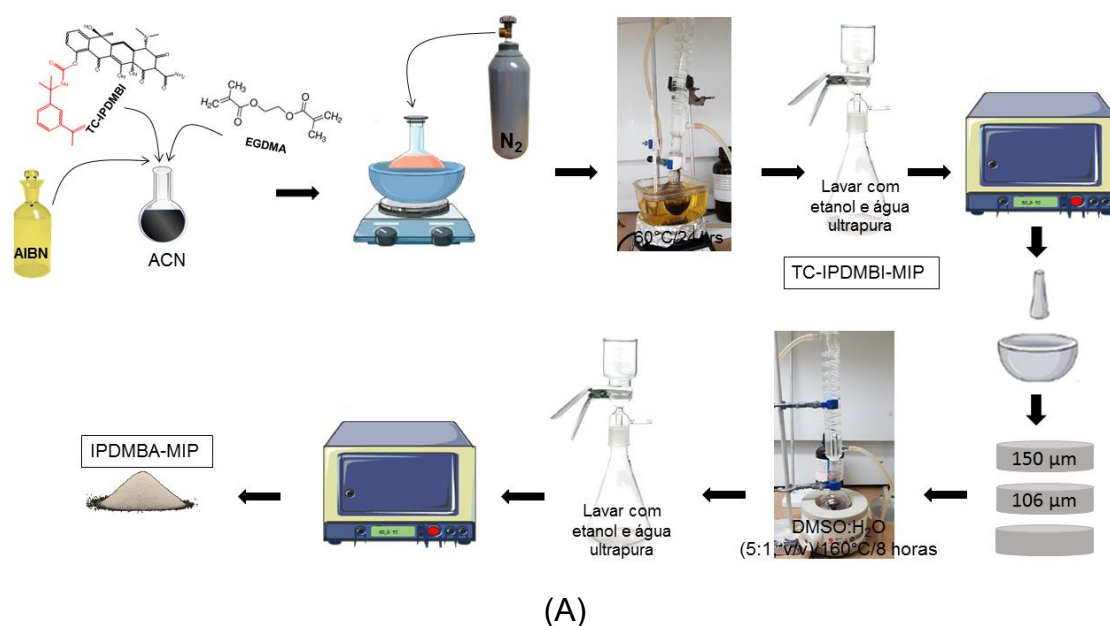 TC-IPDMBI
EGDMA
AIBN
ACN
N₂
60°C/24 hrs
Lavar com
etanol e água
ultrapura
TC-IPDMBI-MIP
150 µm
106 µm
DMSO:H₂O
(5:1, v/v)/160°C/8 horas
Lavar com
etanol e água
ultrapura
IPDMBA-MIP
(A)